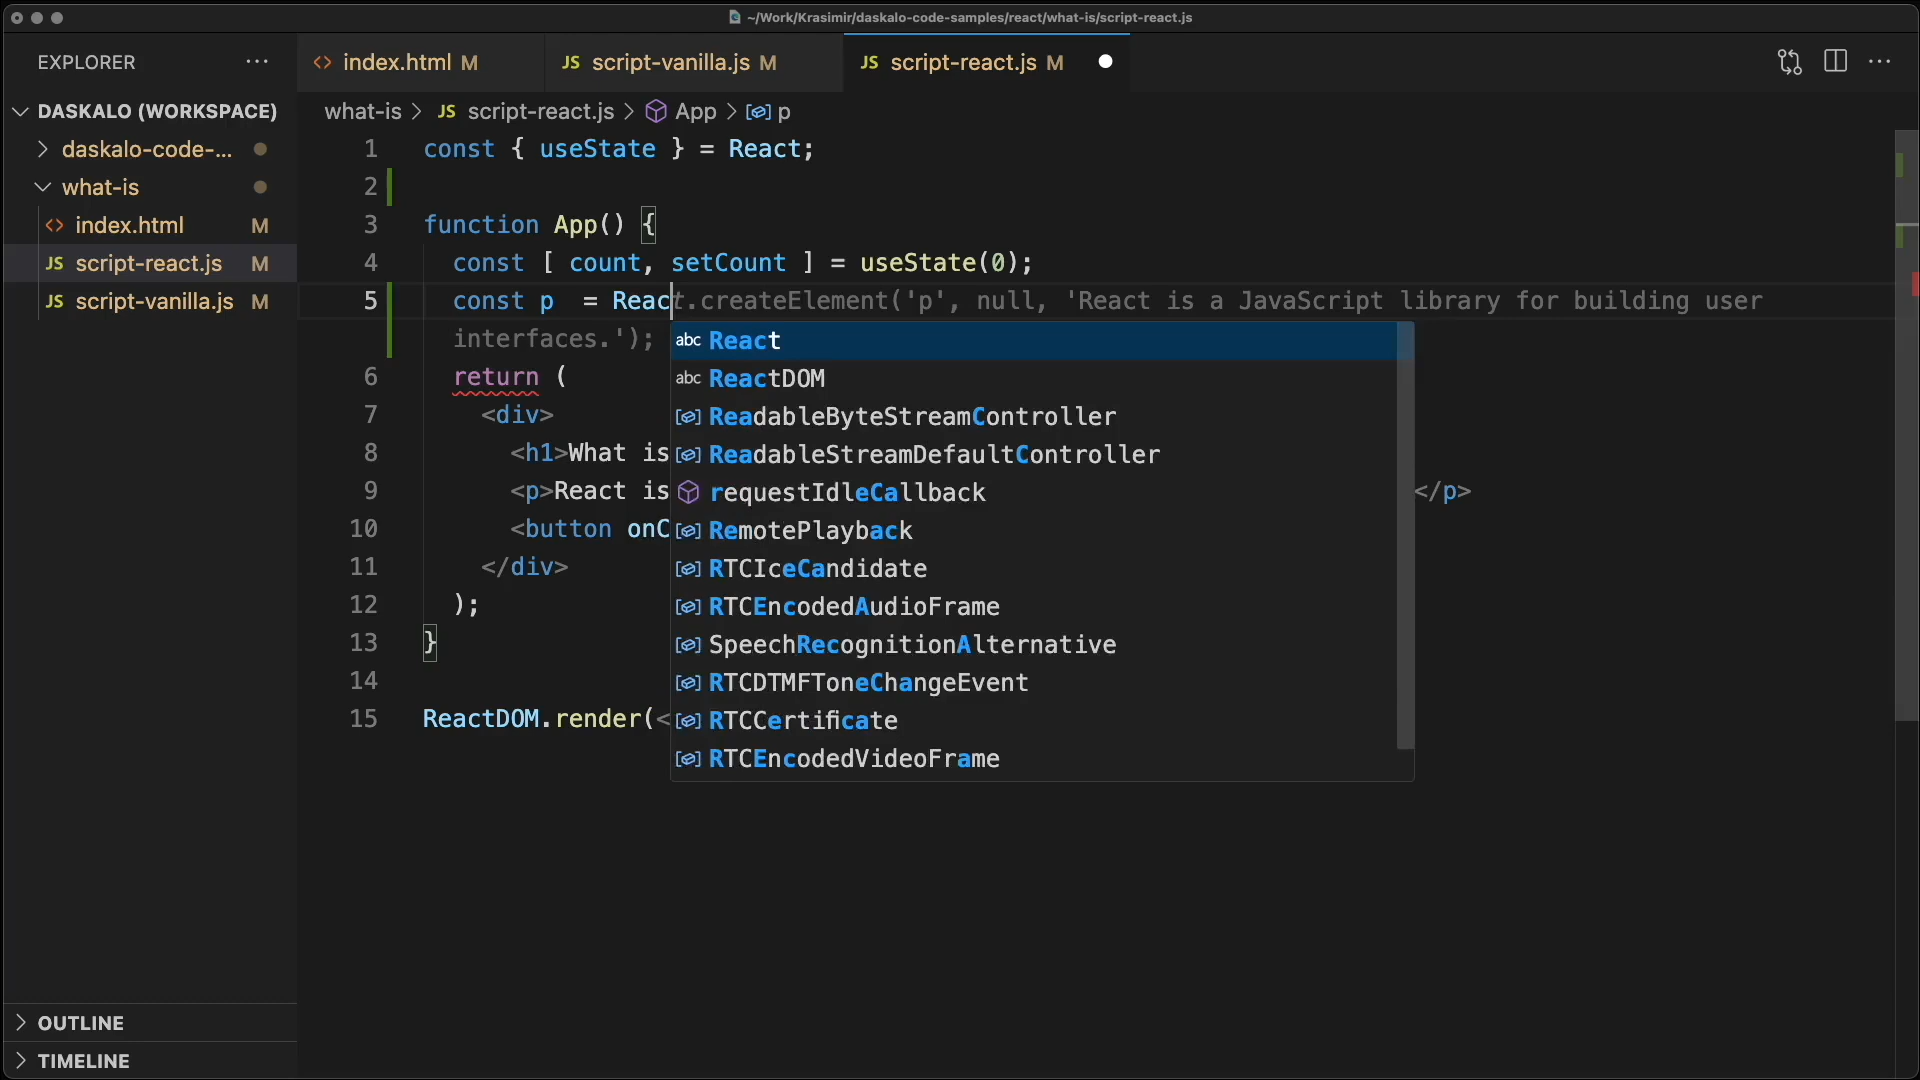 ~/Work/Krasimir/daskalo-code-samples/react/what-is/script-react.js
EXPLORER ···
<> index.html M
JS script-vanilla.js M
JS script-react.js M
DASKALO (WORKSPACE)
daskalo-code-...
what-is
<> index.html M
JS script-react.js M
JS script-vanilla.js M
what-is > JS script-react.js > App > p
1 const { useState } = React;
2
3 function App() {
4 const [ count, setCount ] = useState(0);
5 const p  = React.createElement('p', null, 'React is a JavaScript library for building user
interfaces.');
6 return (
7 <div>
8 <h1>What is
9 <p>React is </p>
10 <button onC
11 </div>
12 );
13 }
14
15 ReactDOM.render(<
abc React
abc ReactDOM
ReadableByteStreamController
ReadableStreamDefaultController
requestIdleCallback
RemotePlayback
RTCIceCandidate
RTCEncodedAudioFrame
SpeechRecognitionAlternative
RTCDTMFToneChangeEvent
RTCCertificate
RTCEncodedVideoFrame
OUTLINE
TIMELINE